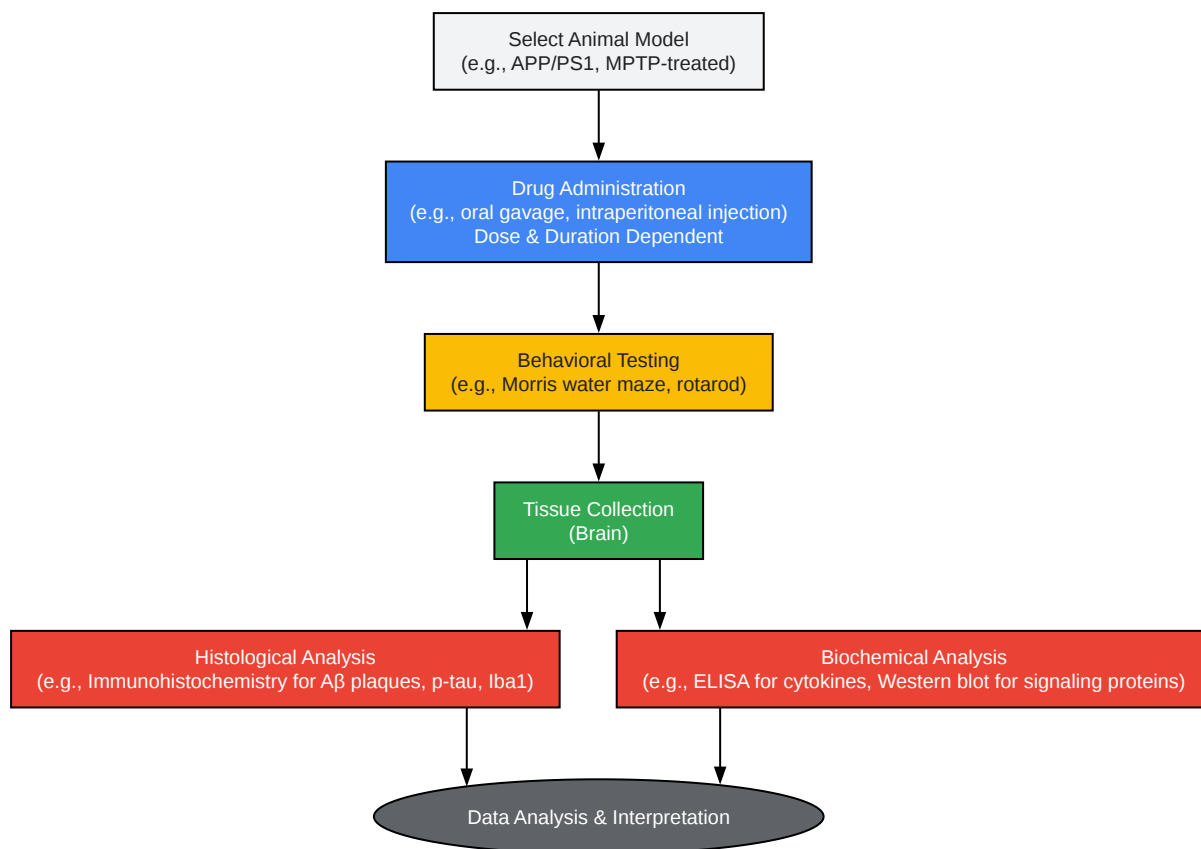 Select Animal Model
(e.g., APP/PS1, MPTP-treated)
Drug Administration
(e.g., oral gavage, intraperitoneal injection)
Dose & Duration Dependent
Behavioral Testing
(e.g., Morris water maze, rotarod)
Tissue Collection
(Brain)
Histological Analysis
(e.g., Immunohistochemistry for Aβ plaques, p-tau, Iba1)
Biochemical Analysis
(e.g., ELISA for cytokines, Western blot for signaling proteins)
Data Analysis & Interpretation